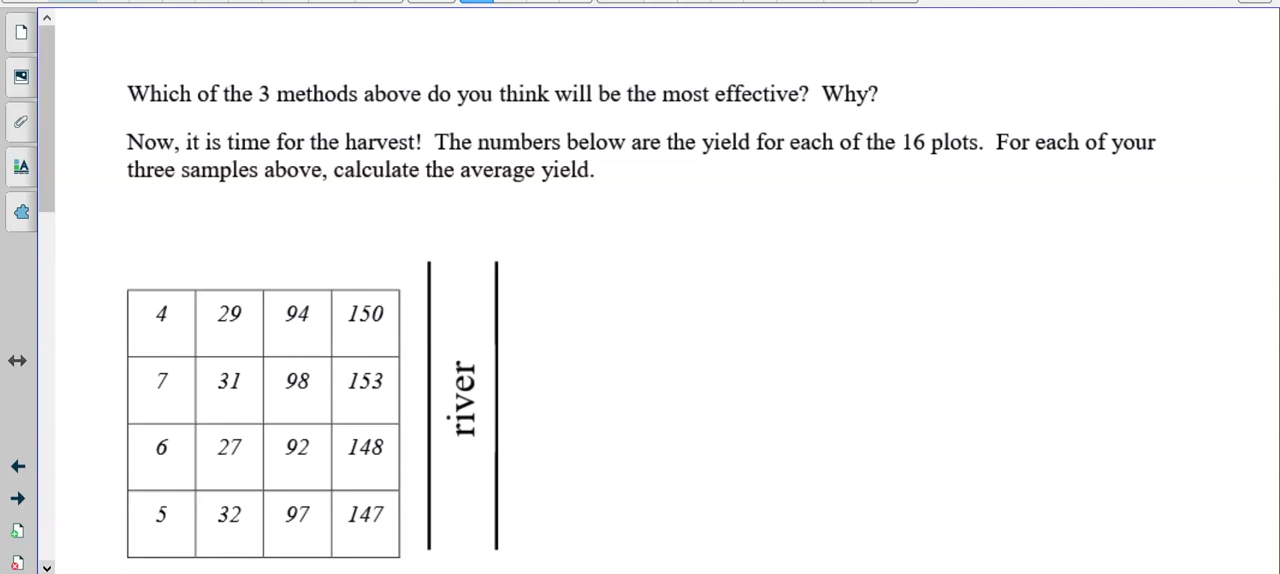 Which of the 3 methods above do you think will be the most effective?  Why?
Now, it is time for the harvest!  The numbers below are the yield for each of the 16 plots.  For each of your
three samples above, calculate the average yield.
4 29 94 150
7 31 98 153
6 27 92 148
5 32 97 147
river